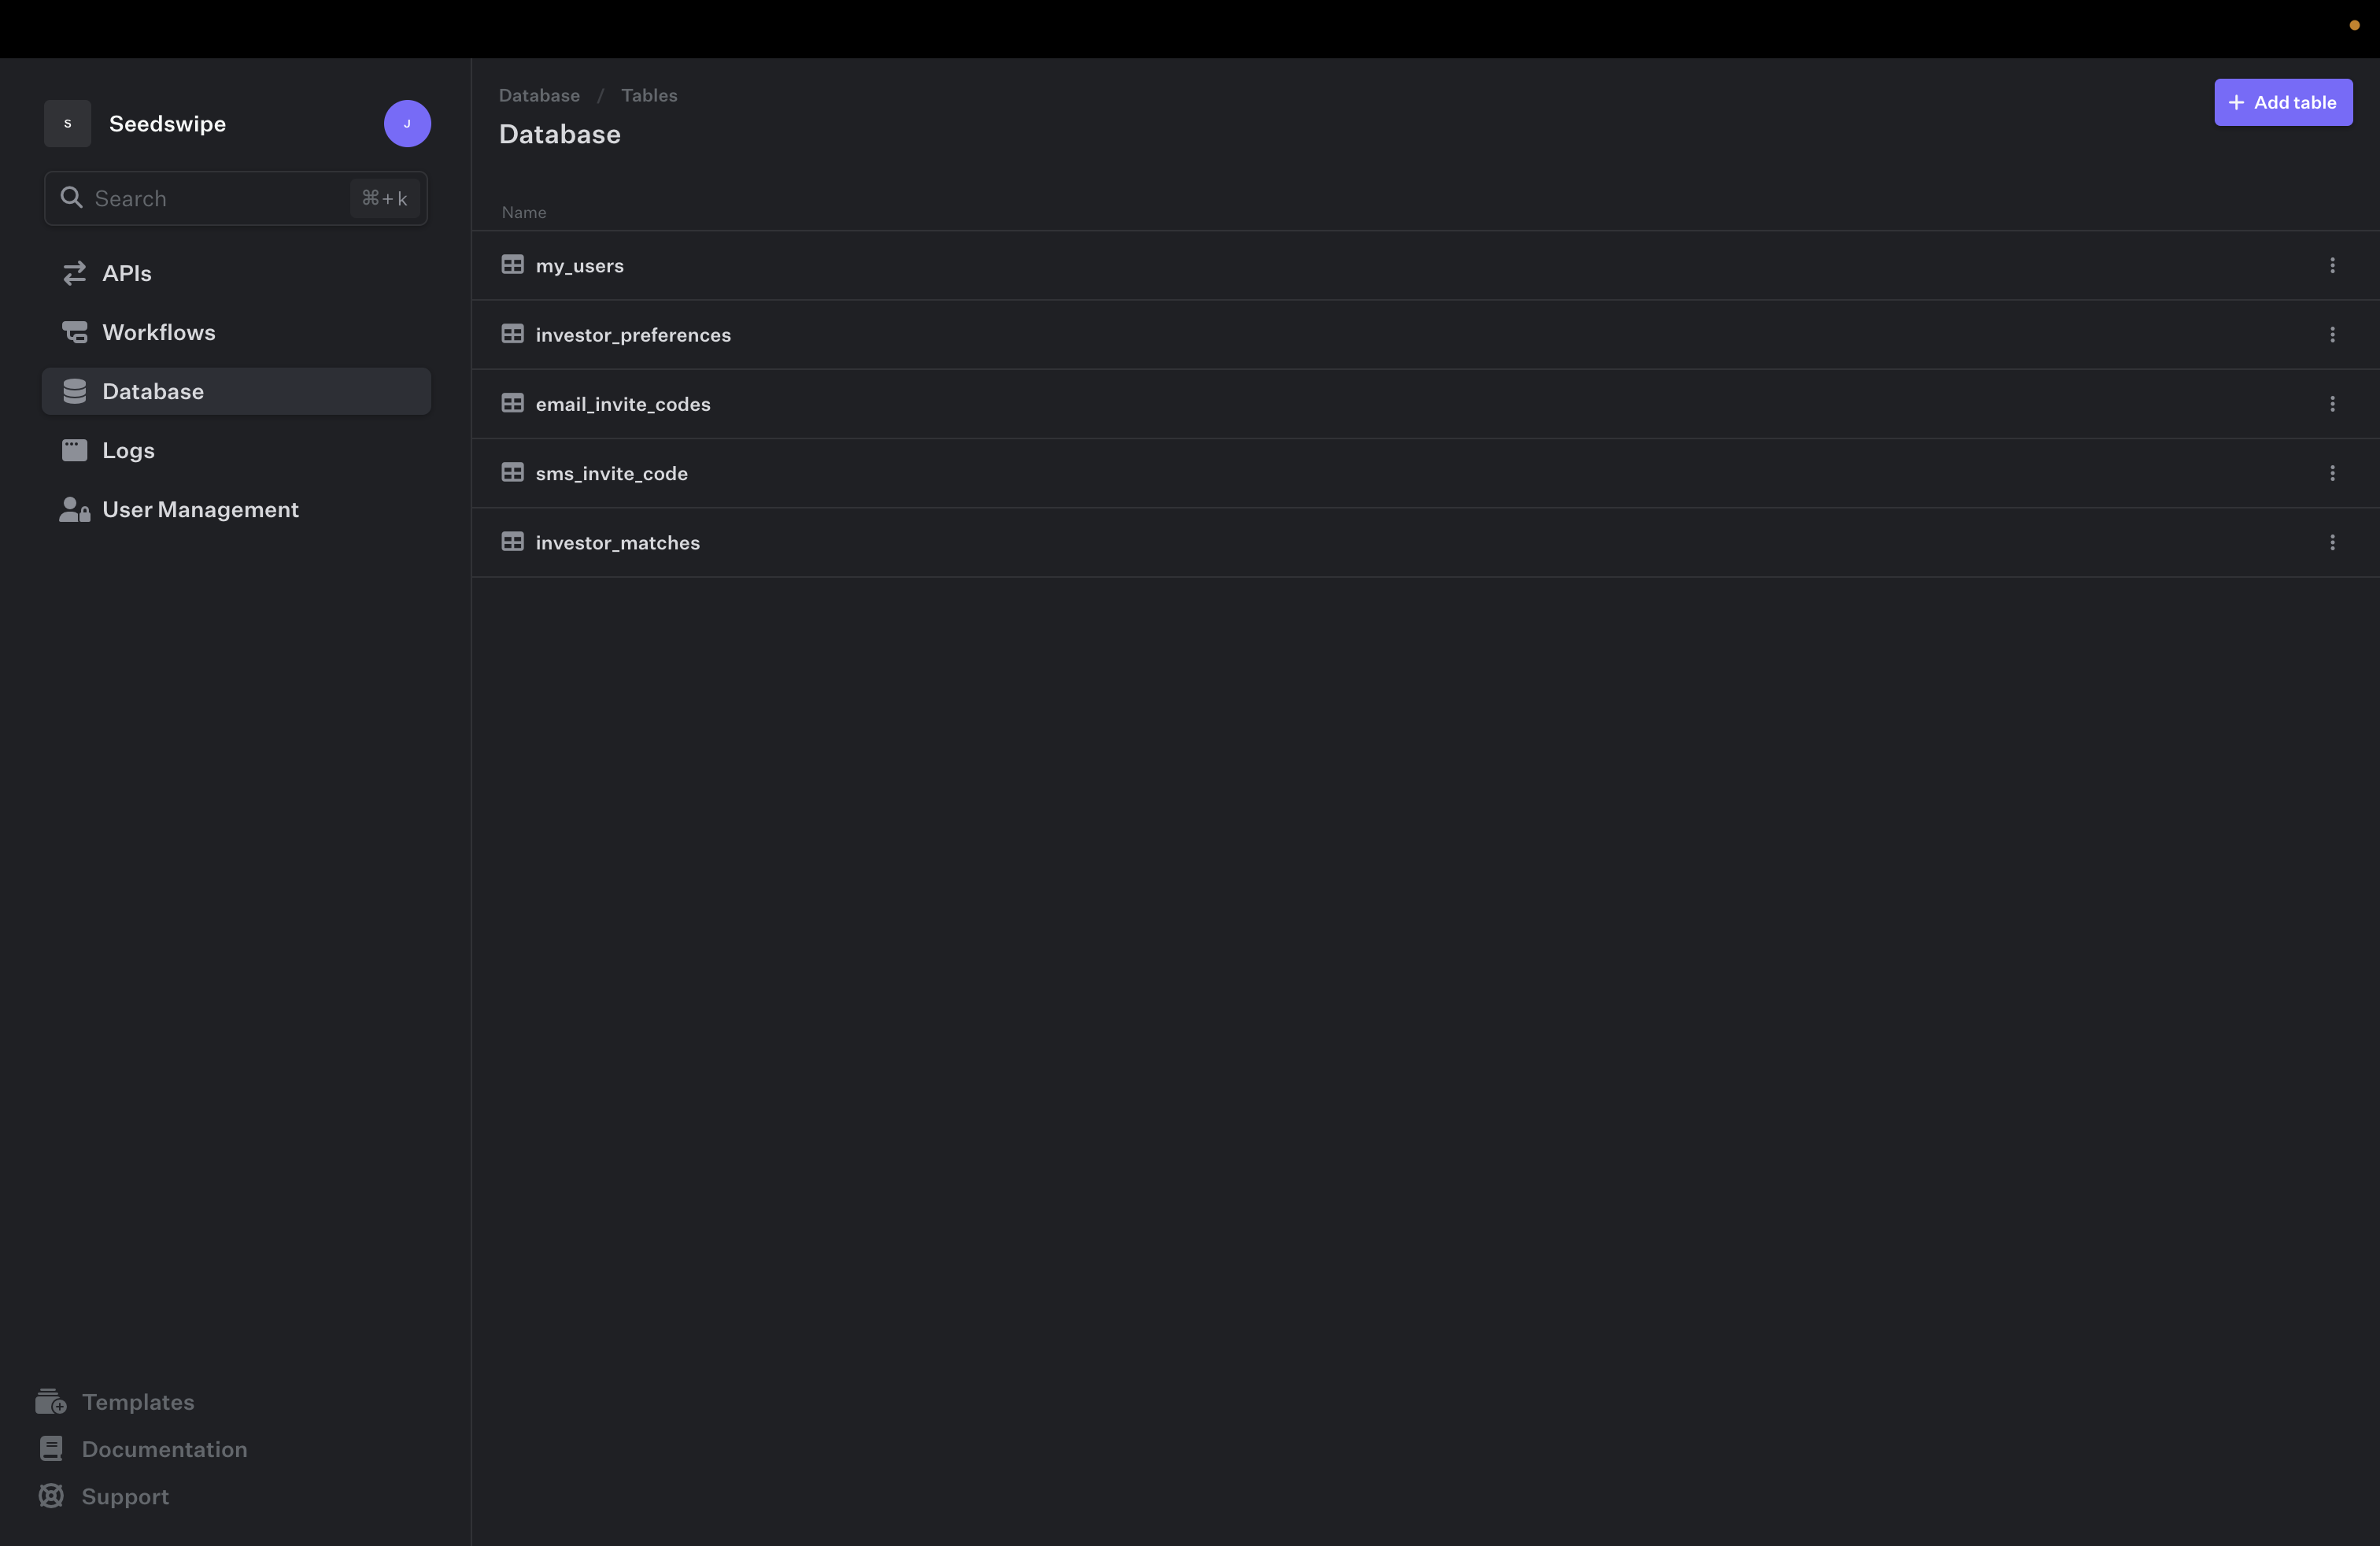 S
Seedswipe
J
Search
⌘+k
APIs
Workflows
Database
Logs
User Management
Templates
Documentation
Support
Database / Tables
Database
+ Add table
Name
my_users
investor_preferences
email_invite_codes
sms_invite_code
investor_matches